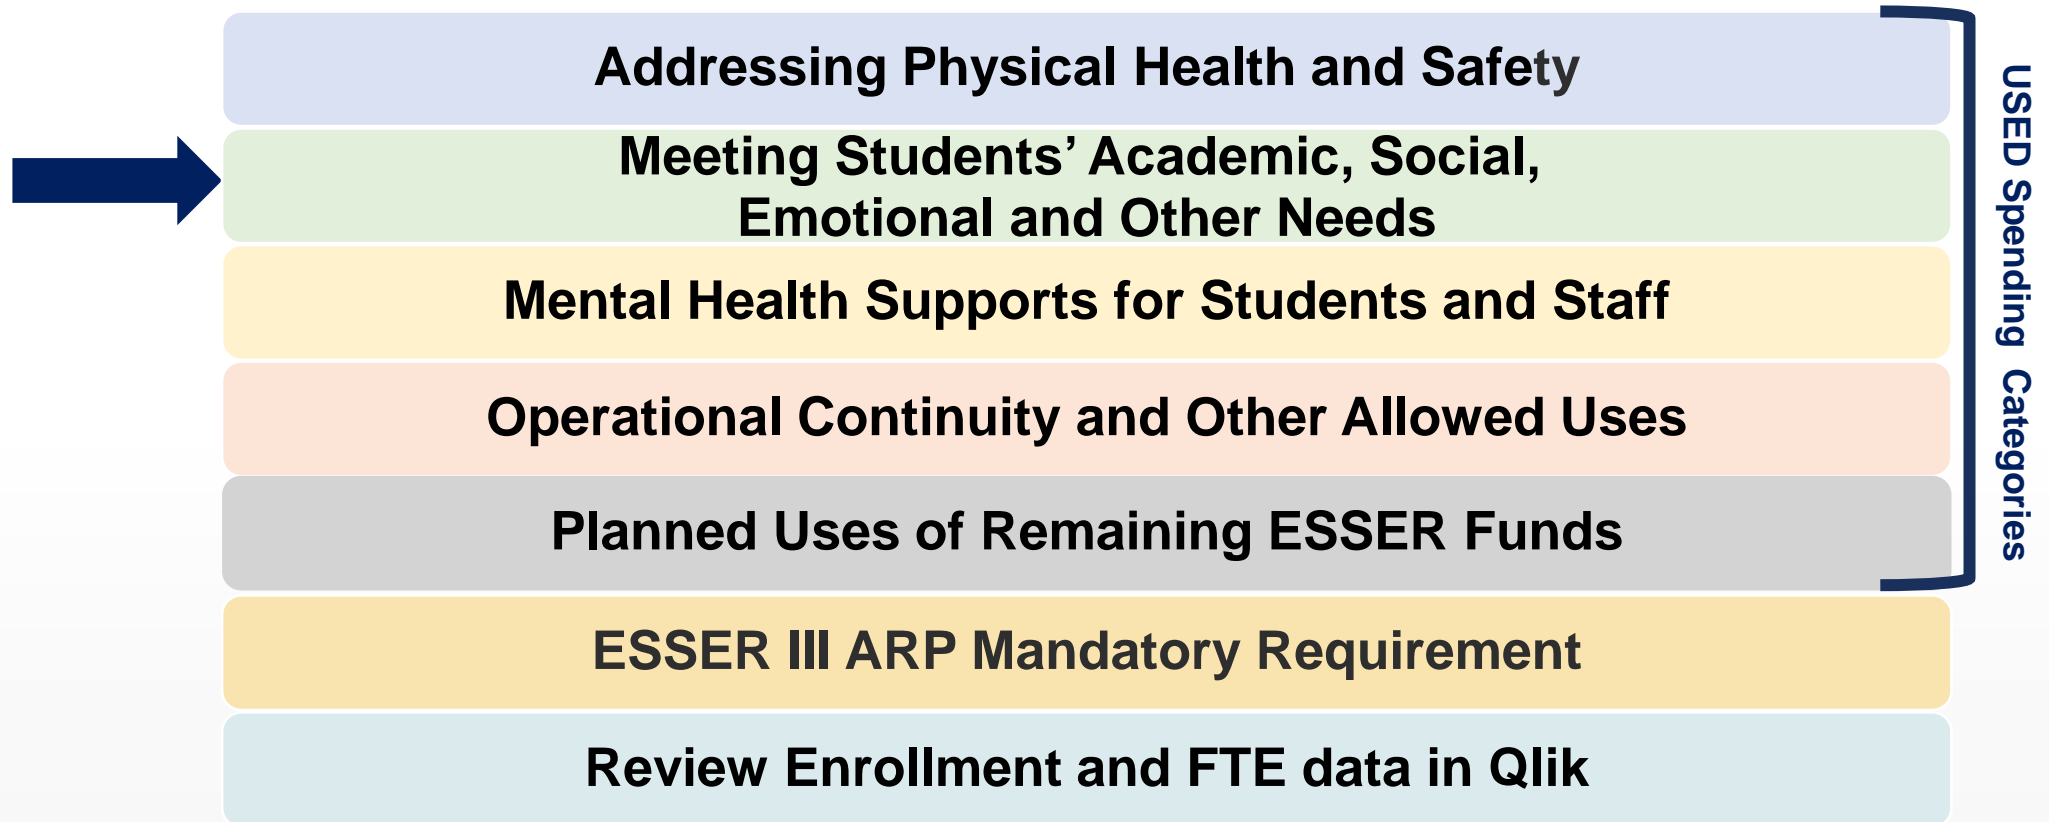 Addressing Physical Health and Safety
Meeting Students’ Academic, Social,
Emotional and Other Needs
Mental Health Supports for Students and Staff
Operational Continuity and Other Allowed Uses
Planned Uses of Remaining ESSER Funds
ESSER III ARP Mandatory Requirement
Review Enrollment and FTE data in Qlik
USED Spending Categories